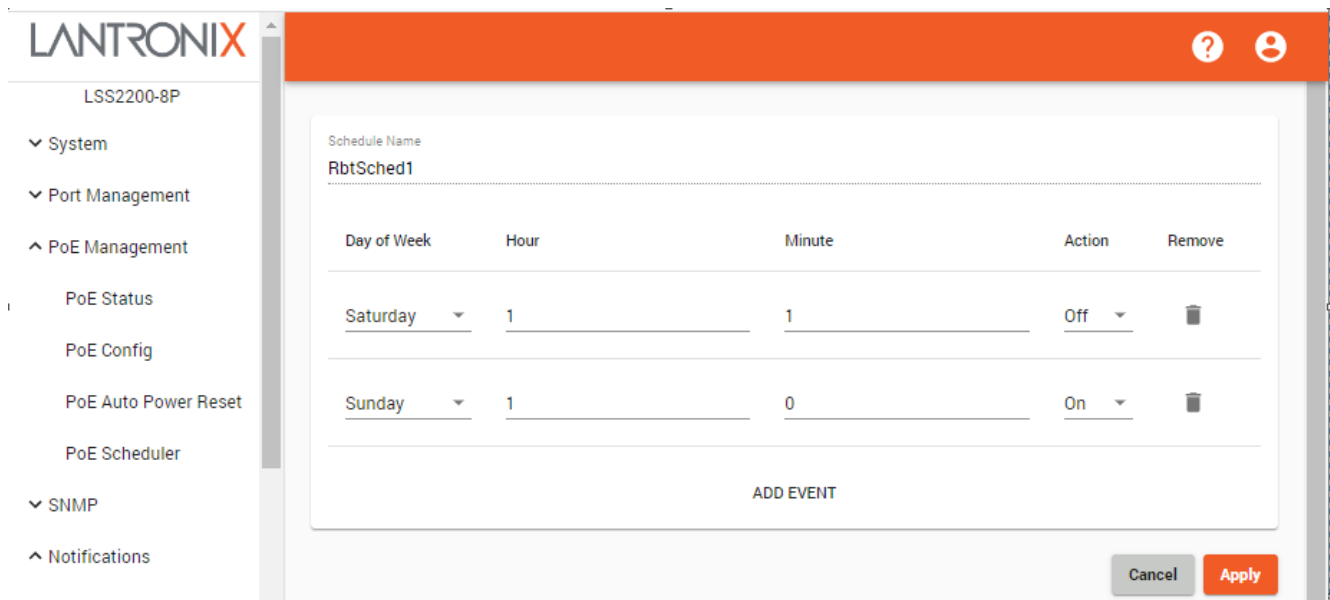 LANTRONIX
LSS2200-8P
System
Port Management
PoE Management
PoE Status
PoE Config
PoE Auto Power Reset
PoE Scheduler
SNMP
Notifications
?
Schedule Name
RbtSched1
Day of Week Hour Minute Action Remove
Saturday 1 1 Off
Sunday 1 0 On
ADD EVENT
Cancel Apply